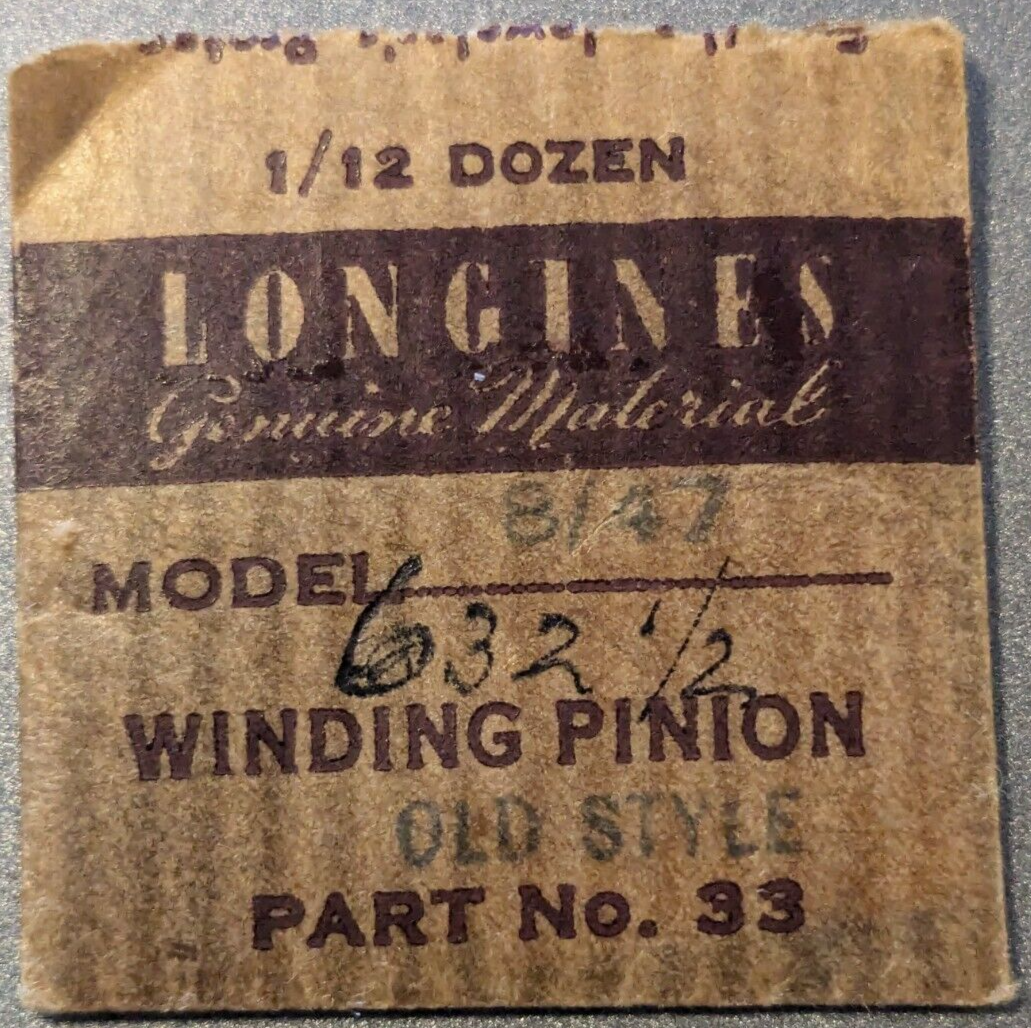 1/12 DOZEN
LONGINES
Genuine Material
8/47
MODEL
632 1/2
WINDING PINION
OLD STYLE
PART No. 33